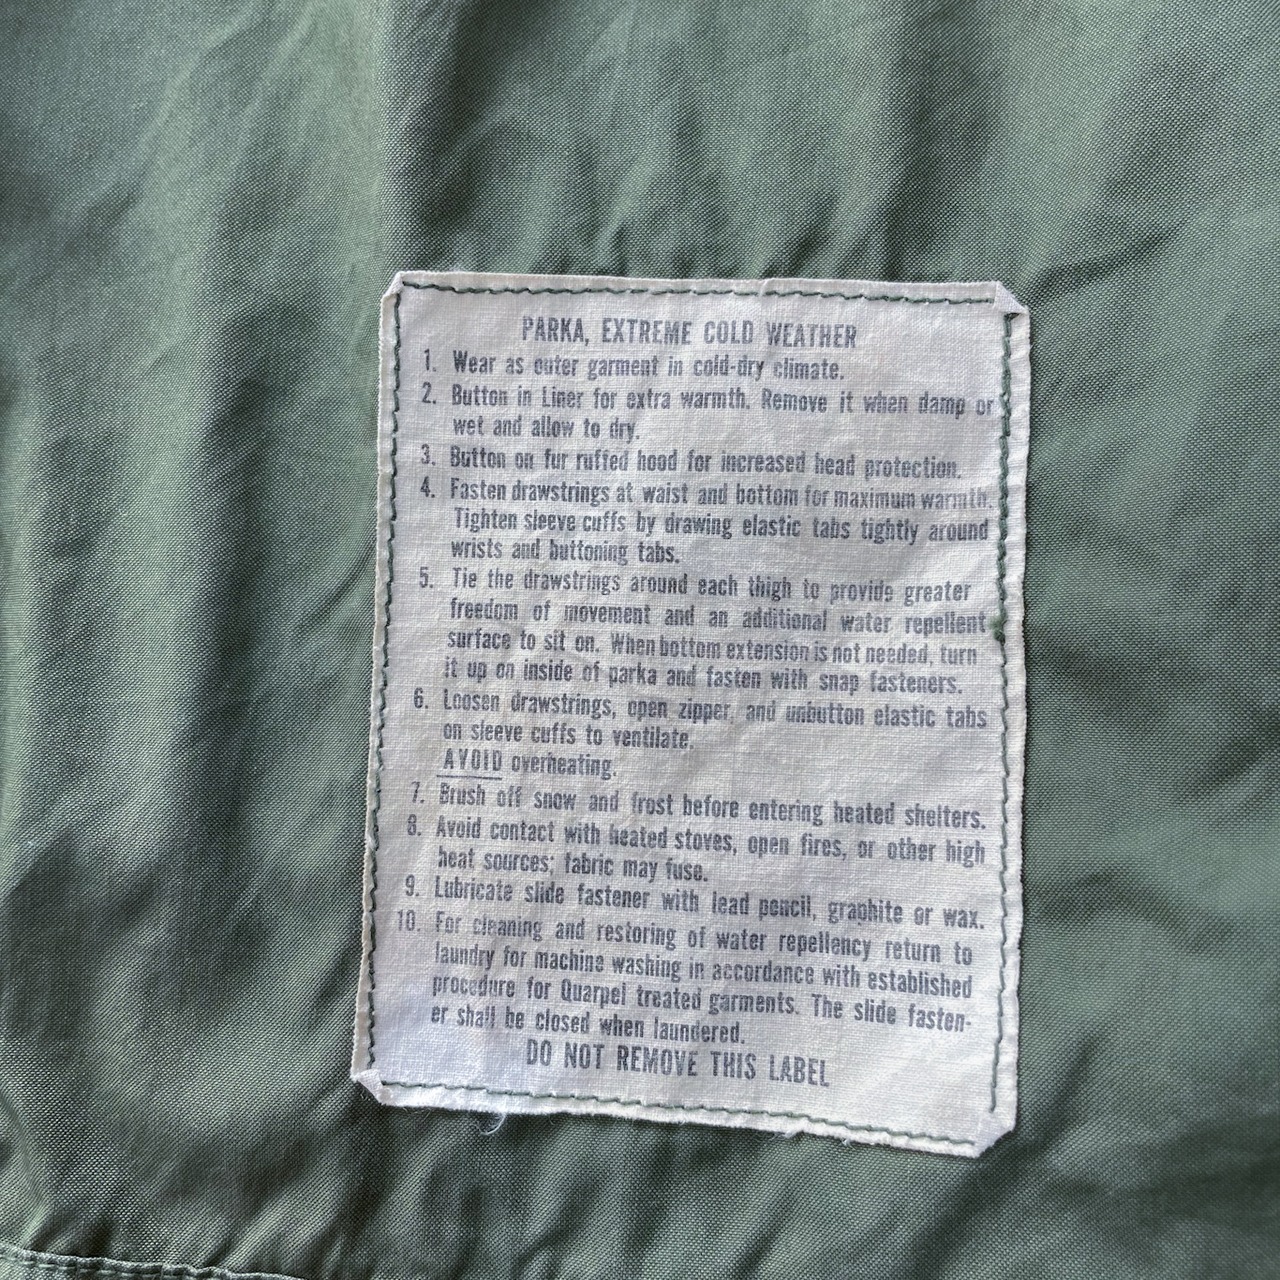 PARKA, EXTREME COLD WEATHER
1. Wear as outer garment in cold-dry climate.
2. Button in Liner for extra warmth. Remove it when damp or
wet and allow to dry.
3. Button on fur ruffed hood for increased head protection.
4. Fasten drawstrings at waist and bottom for maximum warmth.
Tighten sleeve cuffs by drawing elastic tabs tightly around
wrists and buttoning tabs.
5. Tie the drawstrings around each thigh to provide greater
freedom of movement and an additional water repellent
surface to sit on. When bottom extension is not needed, turn
it up on inside of parka and fasten with snap fasteners.
6. Loosen drawstrings, open zipper, and unbutton elastic tabs
on sleeve cuffs to ventilate.
AVOID overheating.
7. Brush off snow and frost before entering heated shelters.
8. Avoid contact with heated stoves, open fires, or other high
heat sources; fabric may fuse.
9. Lubricate slide fastener with lead pencil, graphite or wax.
10. For cleaning and restoring of water repellency return to
laundry for machine washing in accordance with established
procedure for Quarpel treated garments. The slide fasten-
er shall be closed when laundered.
DO NOT REMOVE THIS LABEL